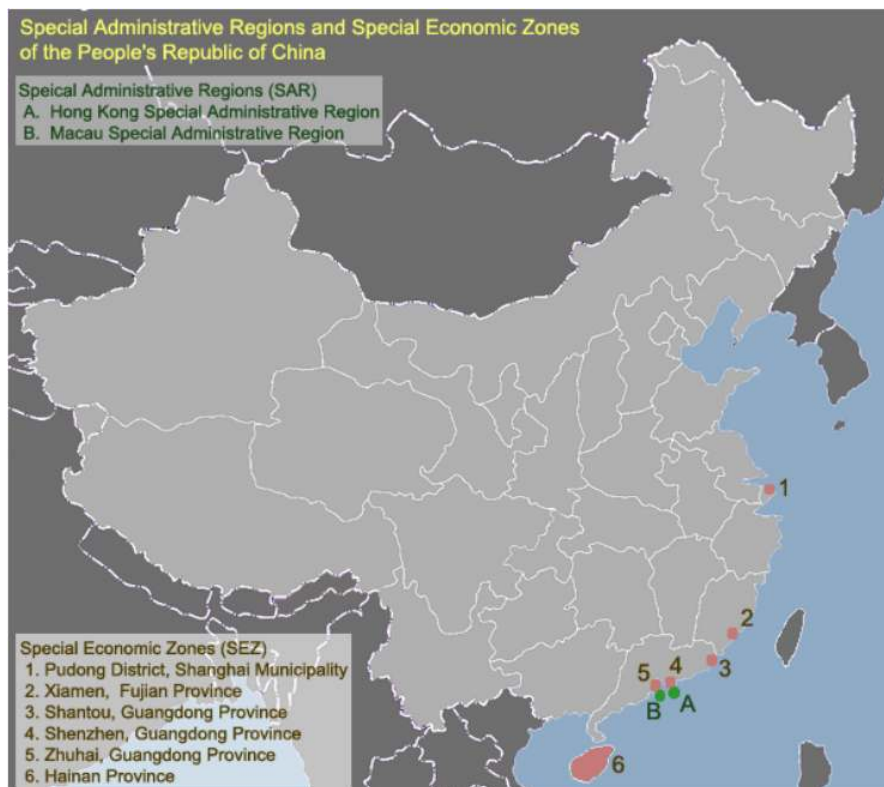 Special Administrative Regions and Special Economic Zones
of the People's Republic of China
Speical Administrative Regions (SAR)
A. Hong Kong Special Administrative Region
B. Macau Special Administrative Region
1
2
3
4
5
A
B
6
Special Economic Zones (SEZ)
1. Pudong District, Shanghai Municipality
2. Xiamen, Fujian Province
3. Shantou, Guangdong Province
4. Shenzhen, Guangdong Province
5. Zhuhai, Guangdong Province
6. Hainan Province